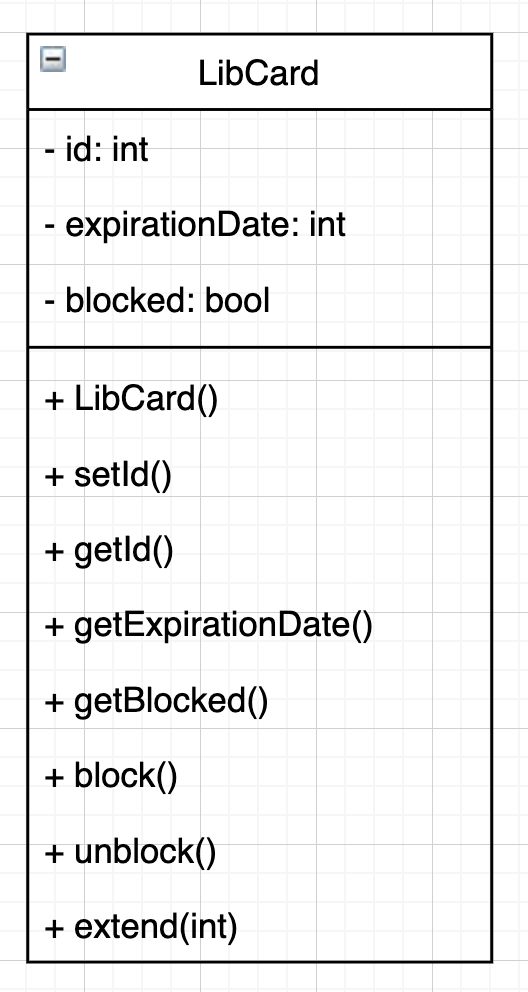 LibCard
- id: int
- expirationDate: int
- blocked: bool
+ LibCard()
+ setId()
+ getId()
+ getExpirationDate()
+ getBlocked()
+ block()
+ unblock()
+ extend(int)